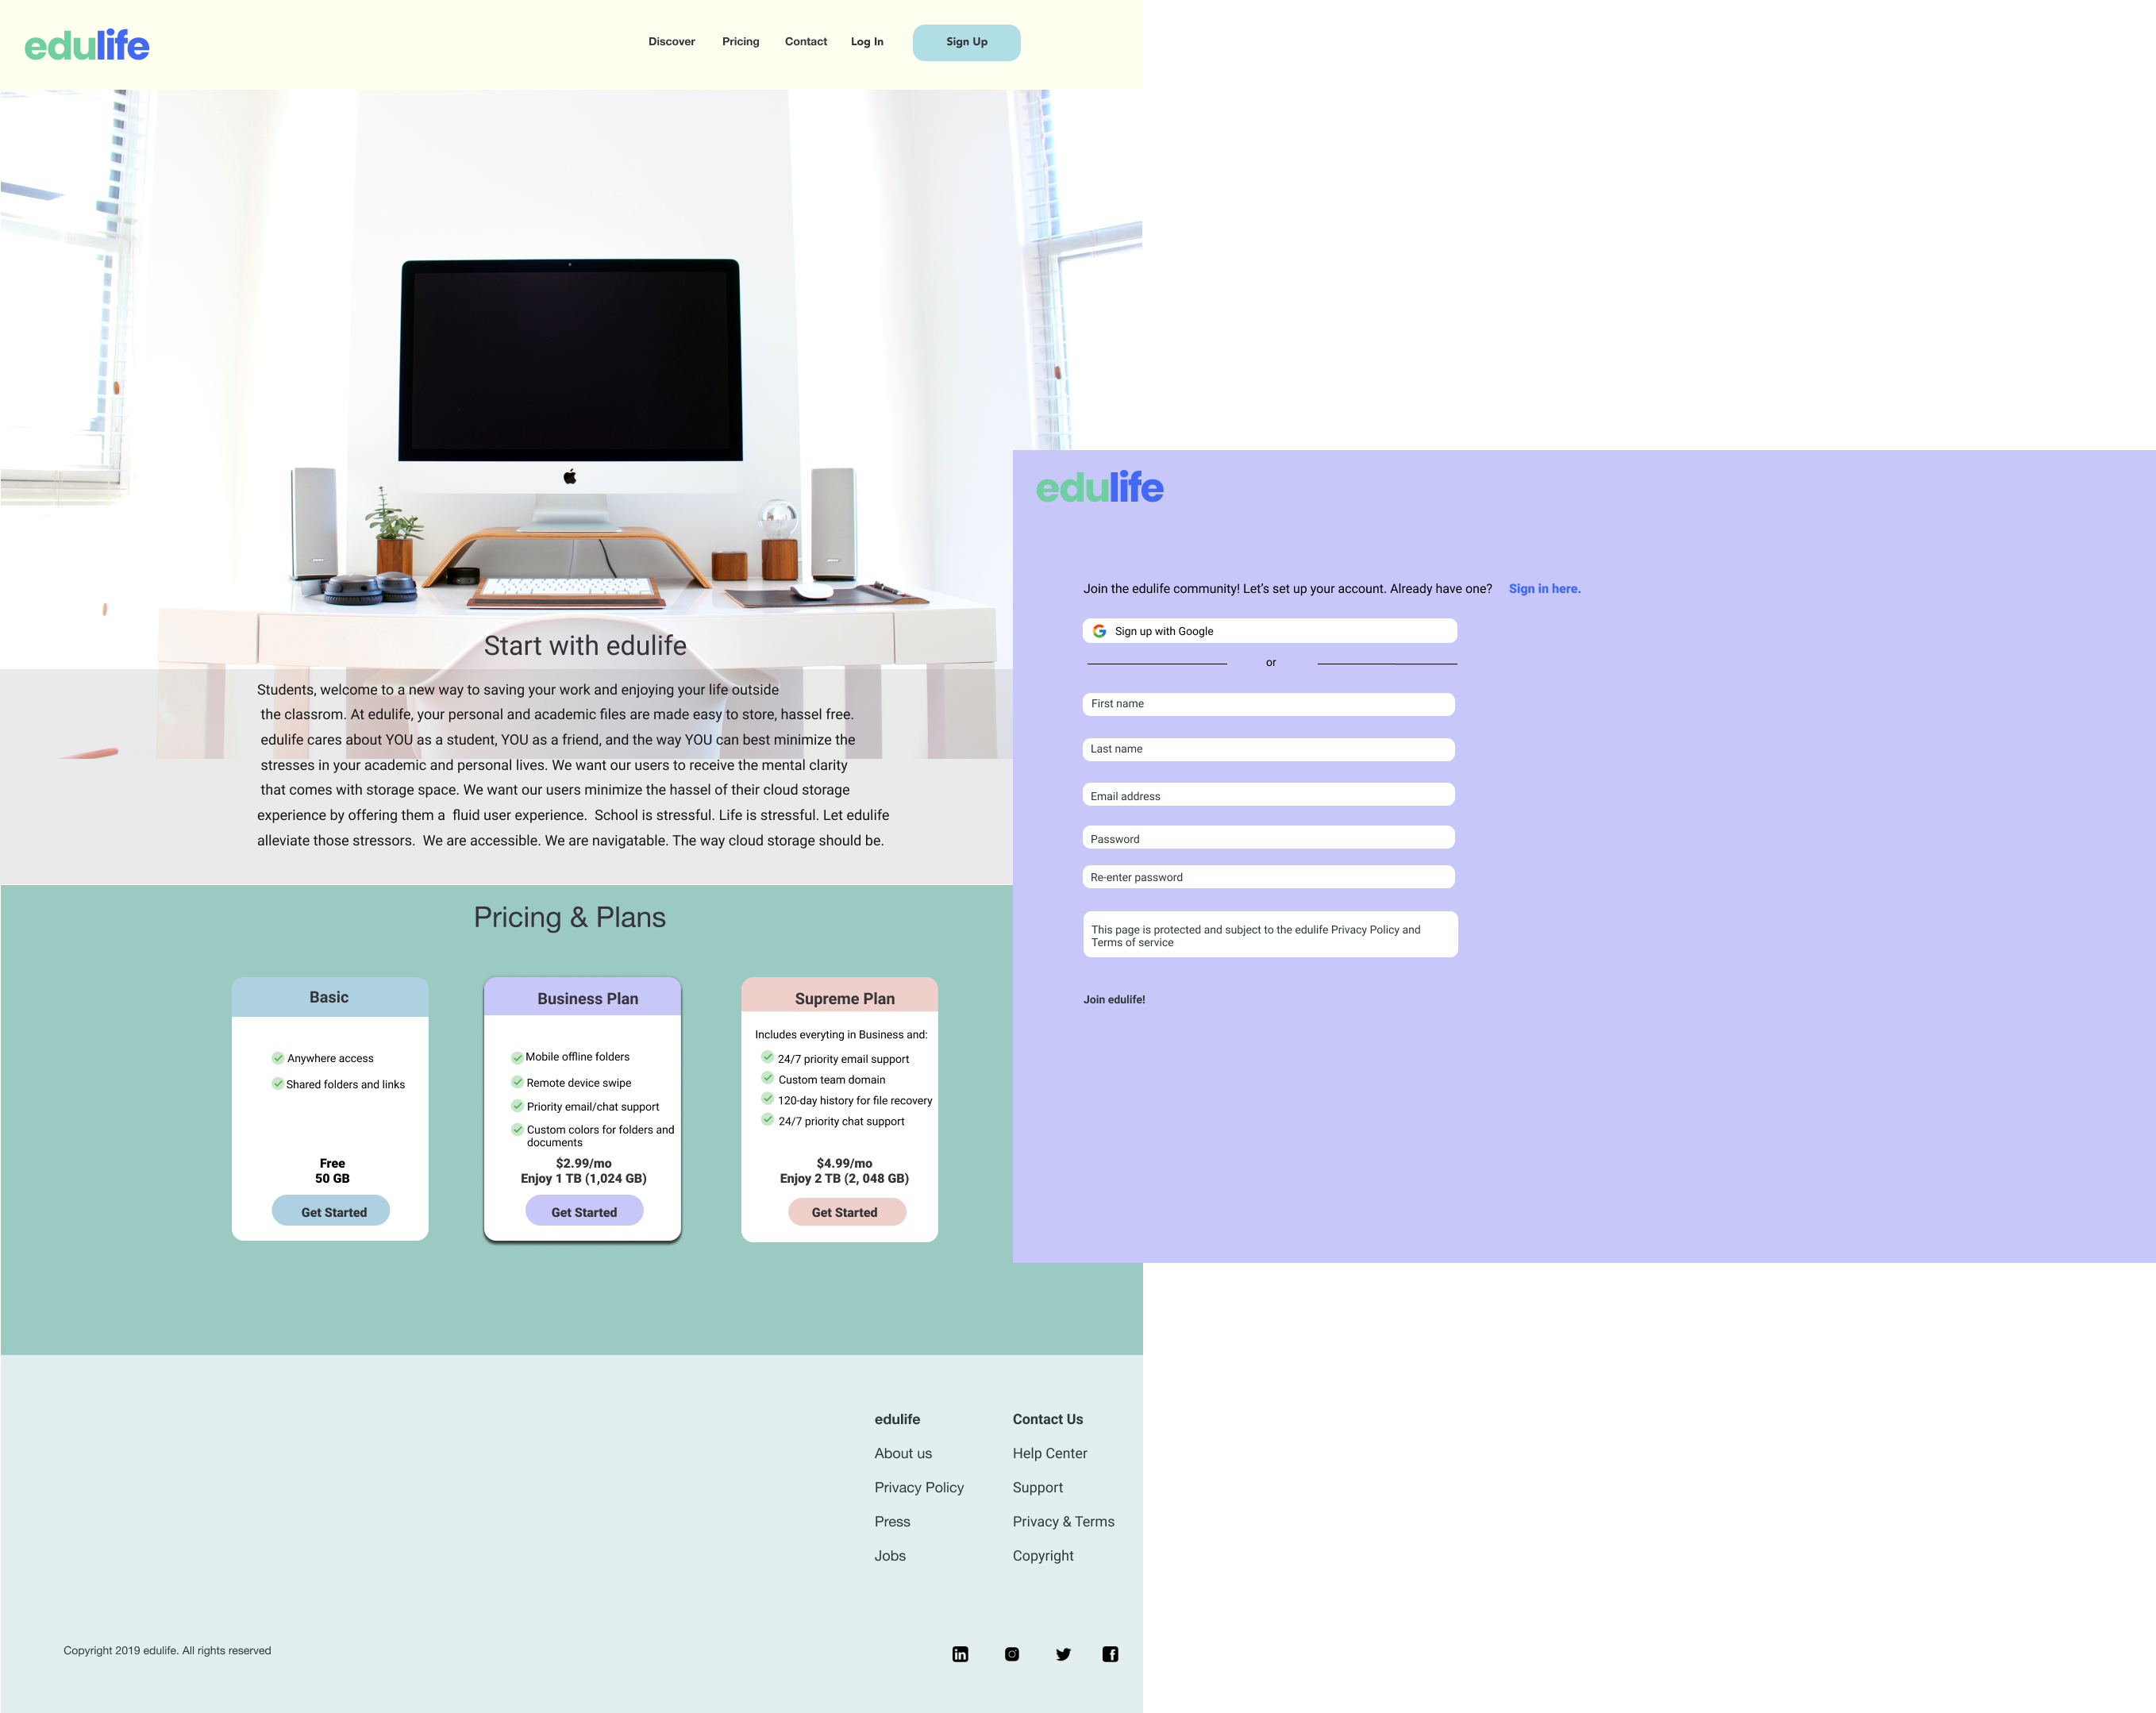 edulife
Discover
Pricing
Contact
Log In
Sign Up
Start with edulife
Students, welcome to a new way to saving your work and enjoying your life outside
the classrom. At edulife, your personal and academic files are made easy to store, hassel free.
edulife cares about YOU as a student, YOU as a friend, and the way YOU can best minimize the
stresses in your academic and personal lives. We want our users to receive the mental clarity
that comes with storage space. We want our users minimize the hassel of their cloud storage
experience by offering them a  fluid user experience.  School is stressful. Life is stressful. Let edulife
alleviate those stressors.  We are accessible. We are navigatable. The way cloud storage should be.
Pricing & Plans
Basic
Anywhere access
Shared folders and links
Free
50 GB
Get Started
Business Plan
Mobile offline folders
Remote device swipe
Priority email/chat support
Custom colors for folders and
documents
$2.99/mo
Enjoy 1 TB (1,024 GB)
Get Started
Supreme Plan
Includes everyting in Business and:
24/7 priority email support
Custom team domain
120-day history for file recovery
24/7 priority chat support
$4.99/mo
Enjoy 2 TB (2, 048 GB)
Get Started
edulife
About us
Privacy Policy
Press
Jobs
Contact Us
Help Center
Support
Privacy & Terms
Copyright
Copyright 2019 edulife. All rights reserved
edulife
Join the edulife community! Let's set up your account. Already have one? Sign in here.
Sign up with Google
or
First name
Last name
Email address
Password
Re-enter password
This page is protected and subject to the edulife Privacy Policy and
Terms of service
Join edulife!